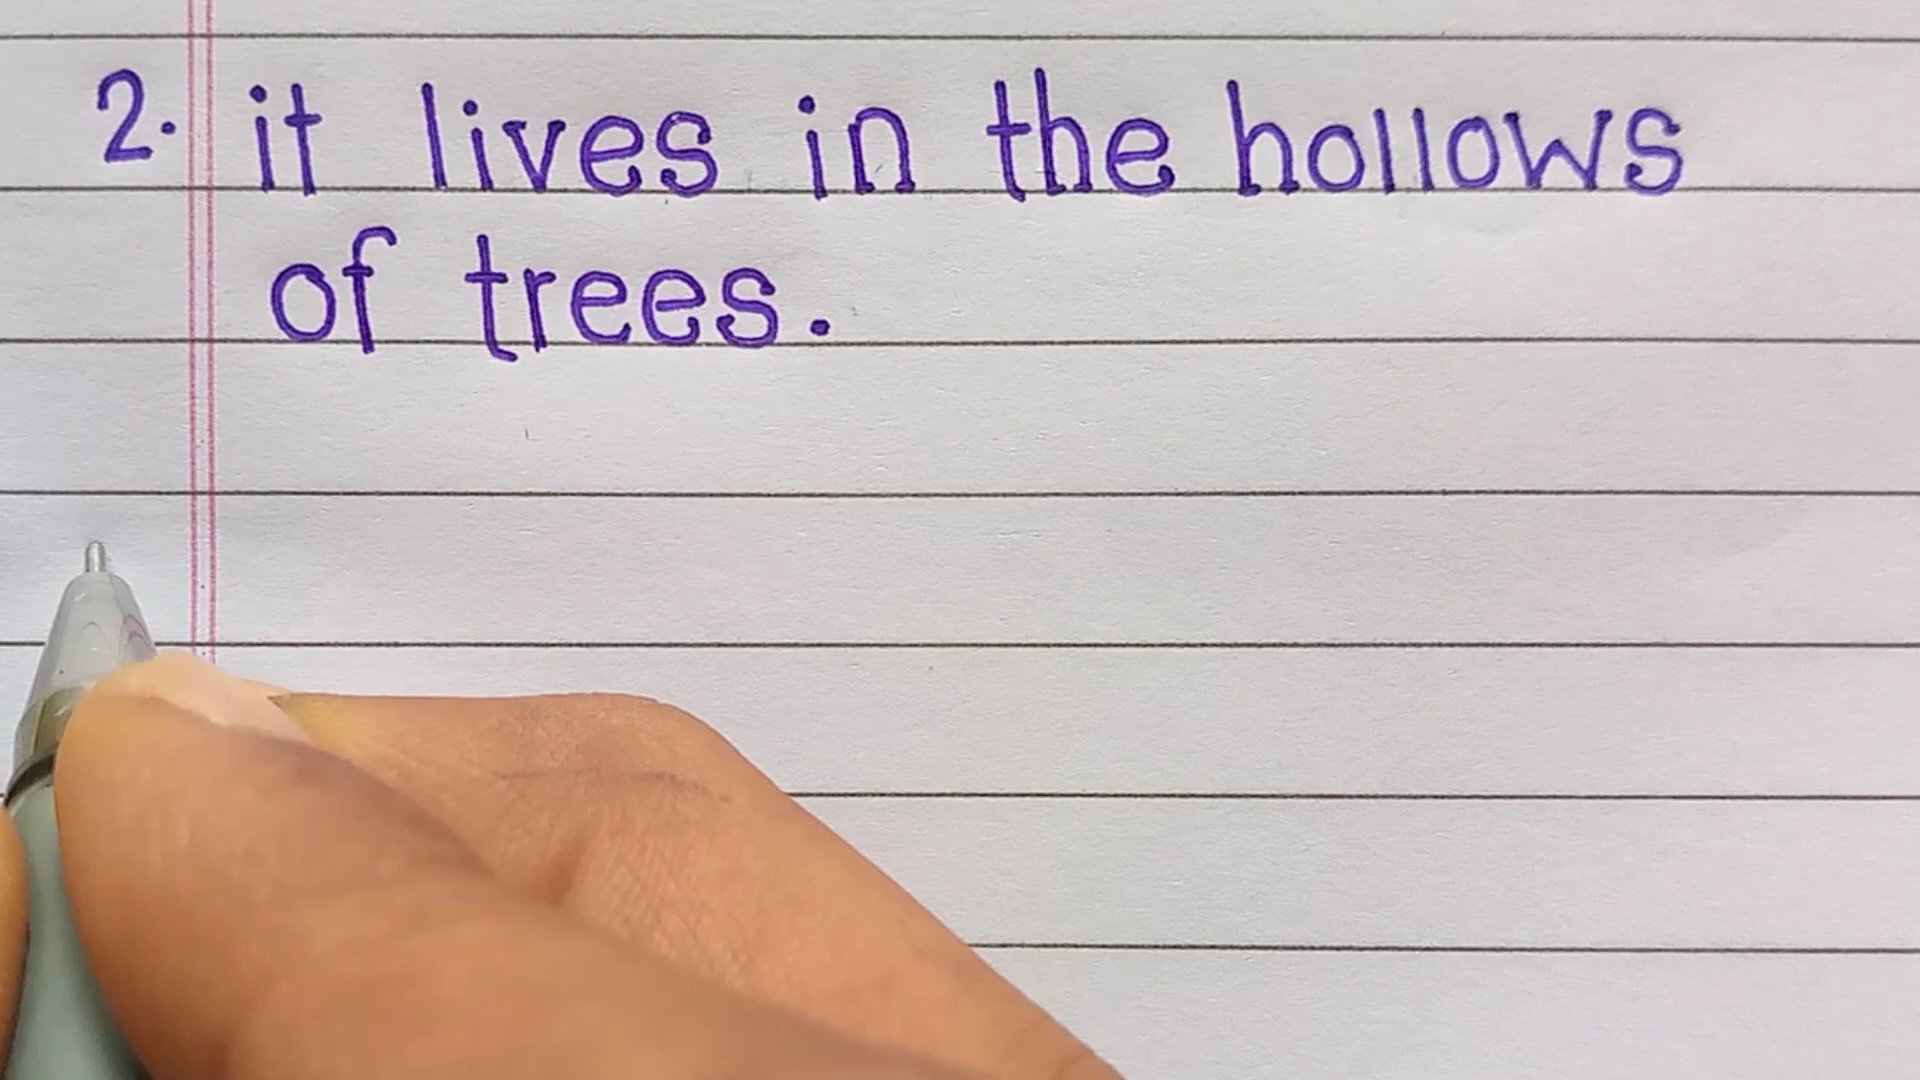 2. it lives in the hollows
of trees.